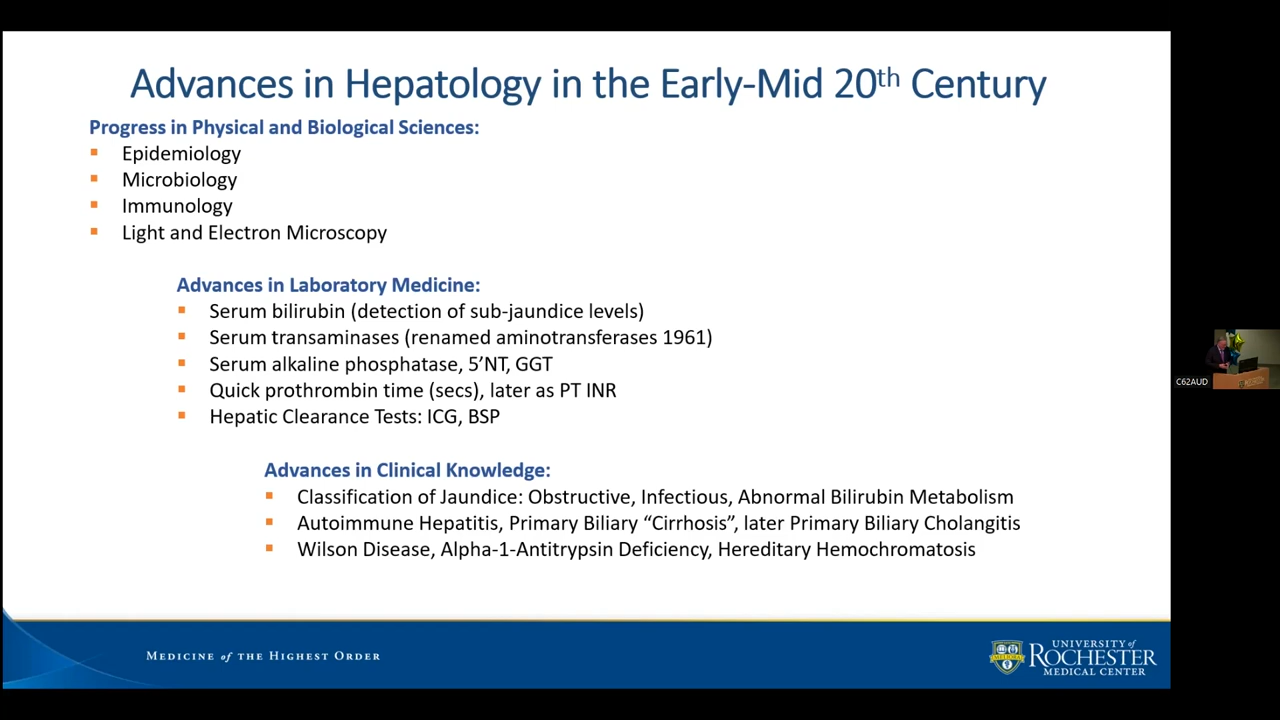 Advances in Hepatology in the Early-Mid 20th Century
Progress in Physical and Biological Sciences:
Epidemiology
Microbiology
Immunology
Light and Electron Microscopy
Advances in Laboratory Medicine:
Serum bilirubin (detection of sub-jaundice levels)
Serum transaminases (renamed aminotransferases 1961)
Serum alkaline phosphatase, 5’NT, GGT
Quick prothrombin time (secs), later as PT INR
Hepatic Clearance Tests: ICG, BSP
Advances in Clinical Knowledge:
Classification of Jaundice: Obstructive, Infectious, Abnormal Bilirubin Metabolism
Autoimmune Hepatitis, Primary Biliary “Cirrhosis”, later Primary Biliary Cholangitis
Wilson Disease, Alpha-1-Antitrypsin Deficiency, Hereditary Hemochromatosis
C62AUD
MEDICINE of THE HIGHEST ORDER
MELIORA
UNIVERSITY of
ROCHESTER
MEDICAL CENTER